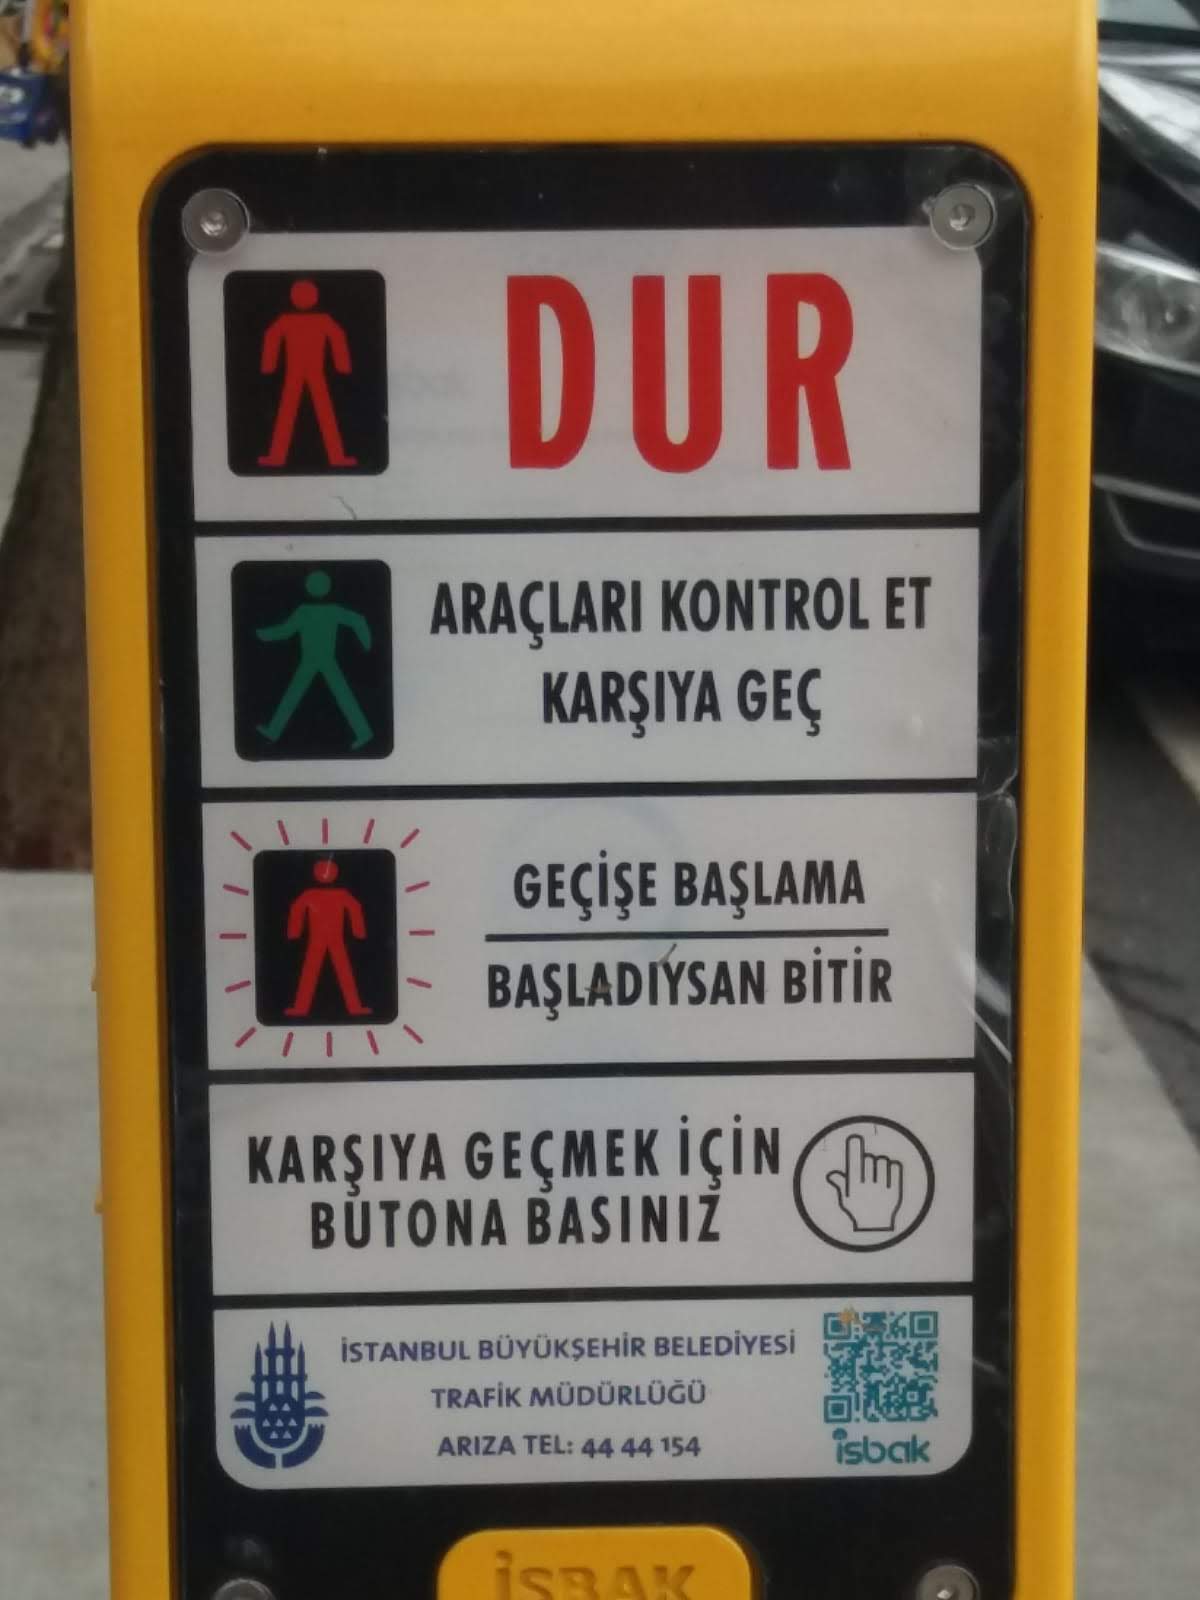 DUR
ARAÇLARI KONTROL ET
KARŞIYA GEÇ
GEÇİŞE BAŞLAMA
BAŞLADIYSAN BİTİR
KARŞIYA GEÇMEK İÇİN
BUTONA BASINIZ
İSTANBUL BÜYÜKŞEHİR BELEDİYESİ
TRAFİK MÜDÜRLÜĞÜ
ARIZA TEL: 44 44 154
isbak
İSBAK